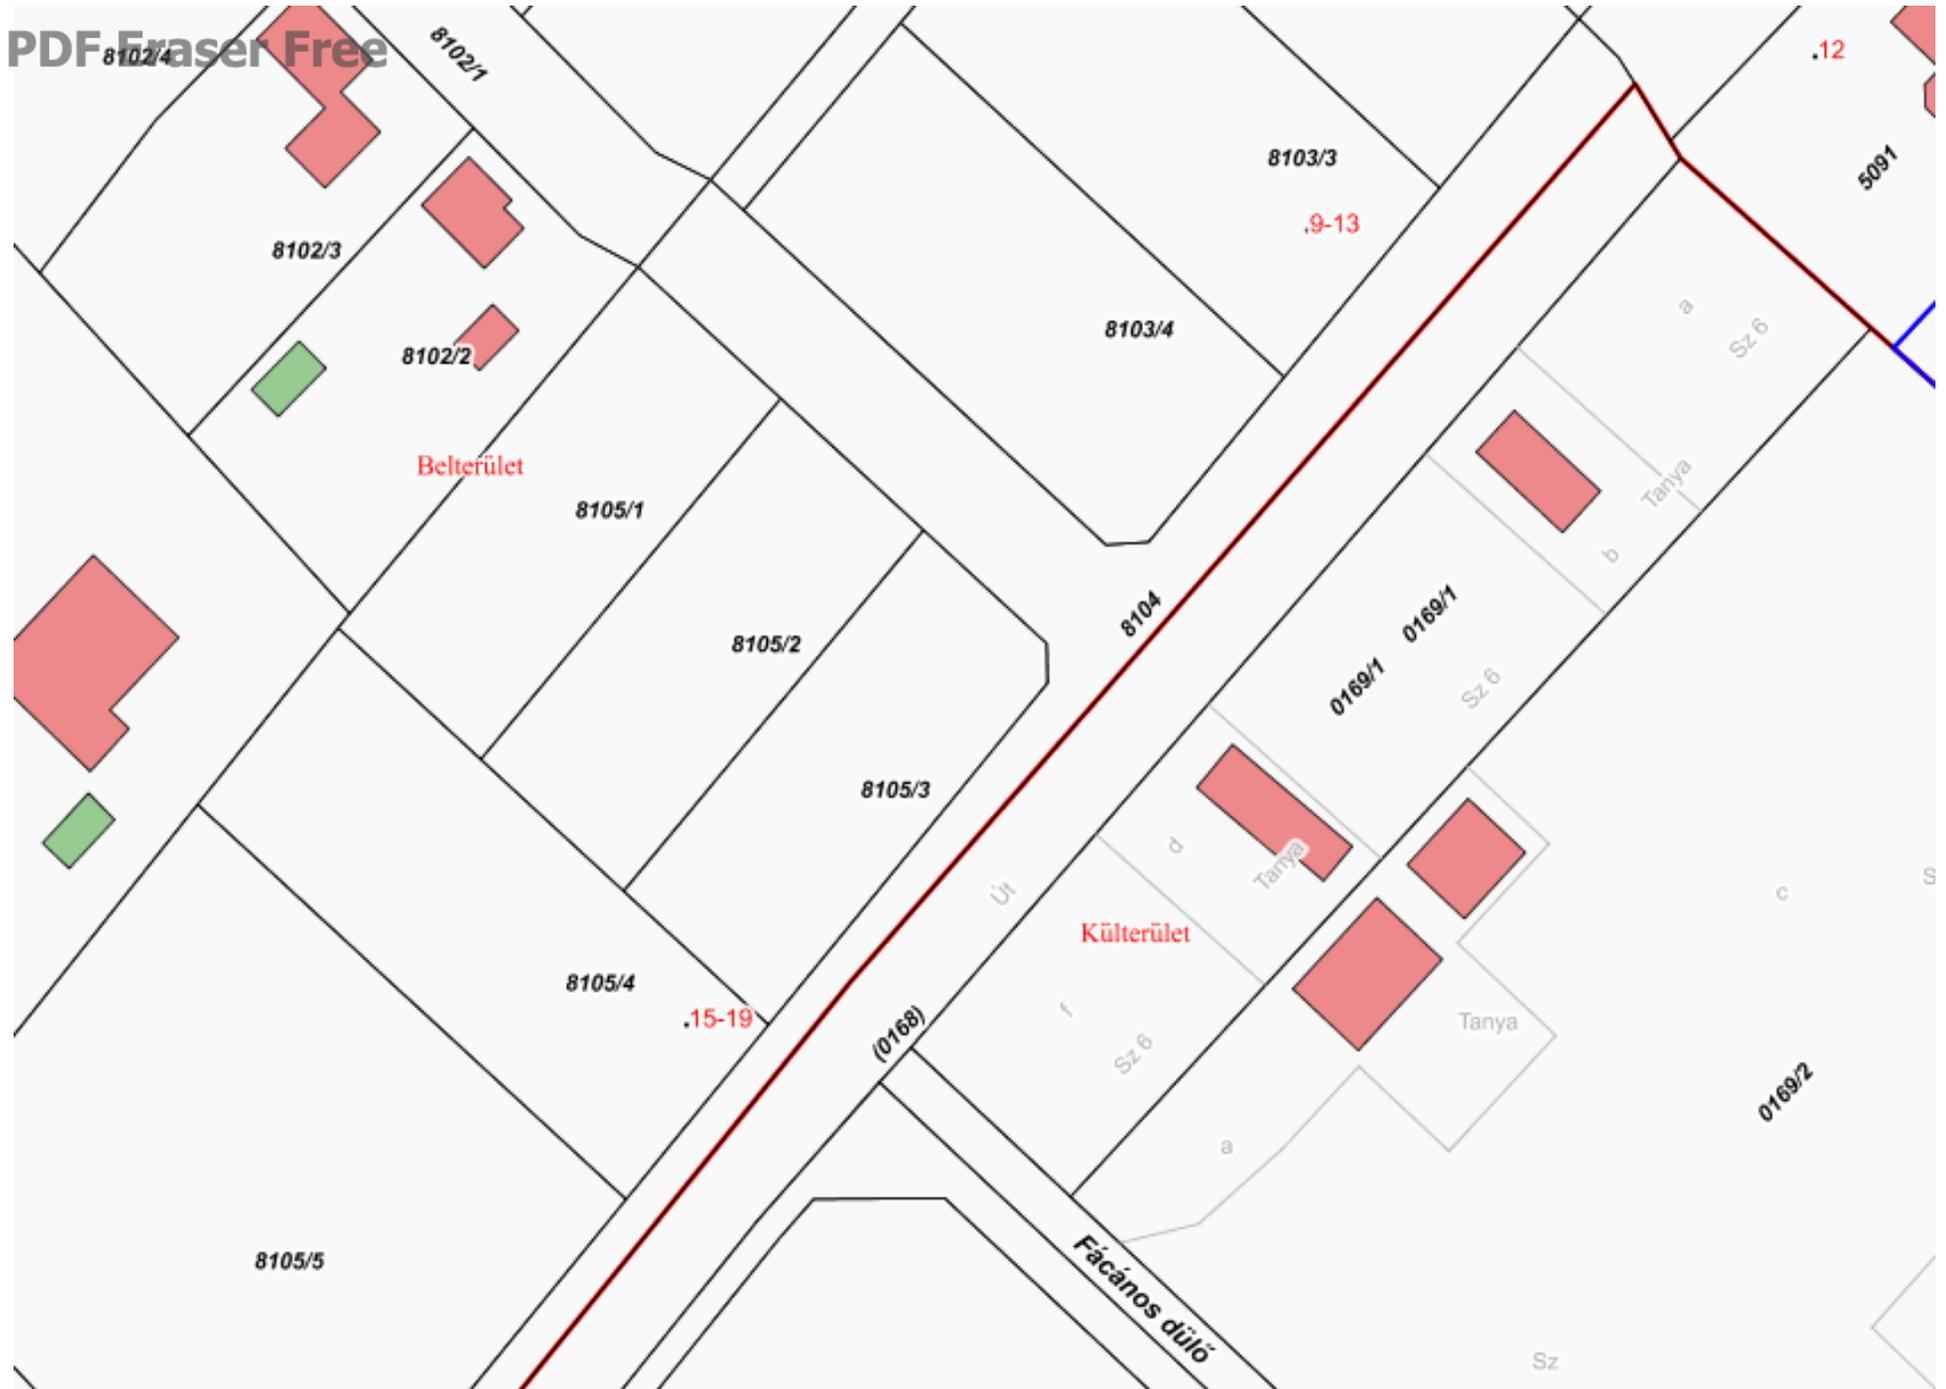 PDF Eraser Free
8102/4
8102/1
.12
8103/3
5091
.9-13
8102/3
a
8103/4
Sz 6
8102/2
Belterület
Tanya
8105/1
b
8104
0169/1
8105/2
0169/1
Sz 6
8105/3
d
Tanya
c
S
Út
Külterület
8105/4
.15-19
f
(0168)
Tanya
Sz 6
0169/2
a
8105/5
Fácános dűlő
Sz